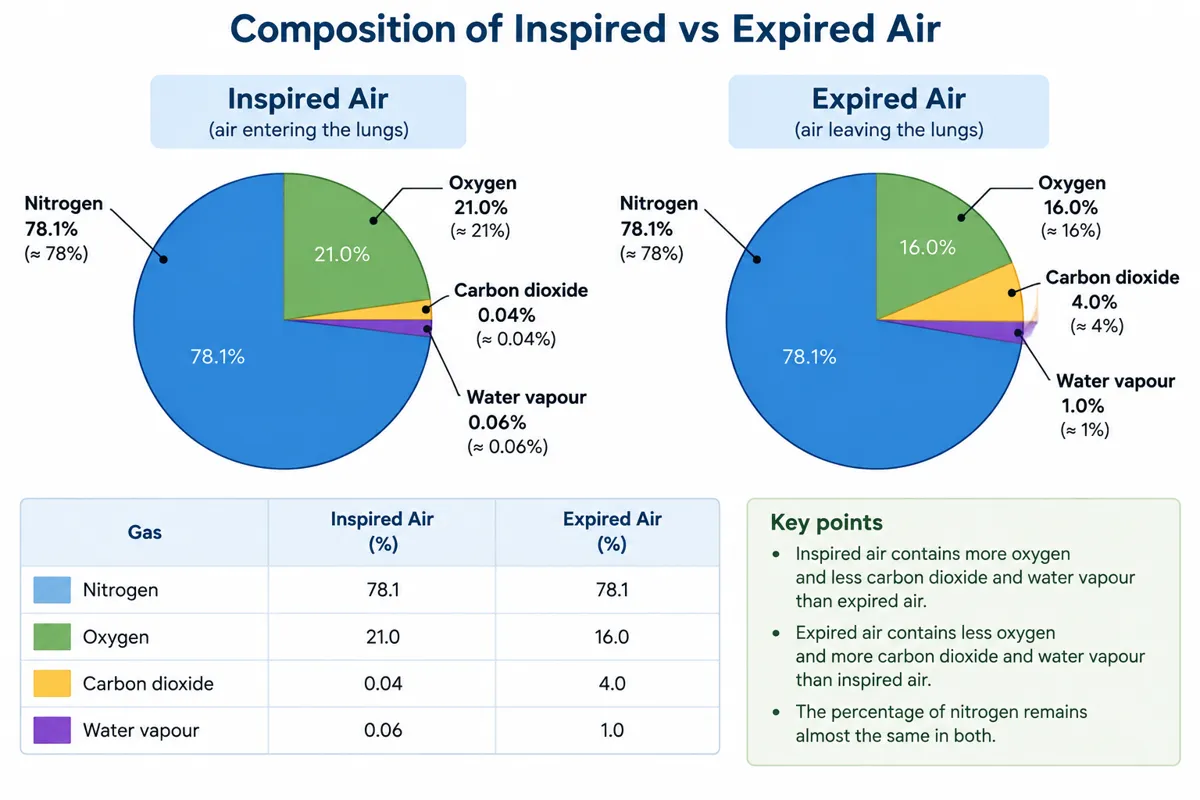 Composition of Inspired vs Expired Air
Inspired Air
(air entering the lungs)
Expired Air
(air leaving the lungs)
Nitrogen
78.1%
(≈ 78%)
78.1%
21.0%
Oxygen
21.0%
(≈ 21%)
Carbon dioxide
0.04%
(≈ 0.04%)
Water vapour
0.06%
(≈ 0.06%)
Nitrogen
78.1%
(≈ 78%)
78.1%
16.0%
Oxygen
16.0%
(≈ 16%)
Carbon dioxide
4.0%
(≈ 4%)
Water vapour
1.0%
(≈ 1%)
Gas Inspired Air (%) Expired Air (%)
Nitrogen 78.1 78.1
Oxygen 21.0 16.0
Carbon dioxide 0.04 4.0
Water vapour 0.06 1.0
Key points
• Inspired air contains more oxygen
and less carbon dioxide and water vapour
than expired air.
• Expired air contains less oxygen
and more carbon dioxide and water vapour
than inspired air.
• The percentage of nitrogen remains
almost the same in both.